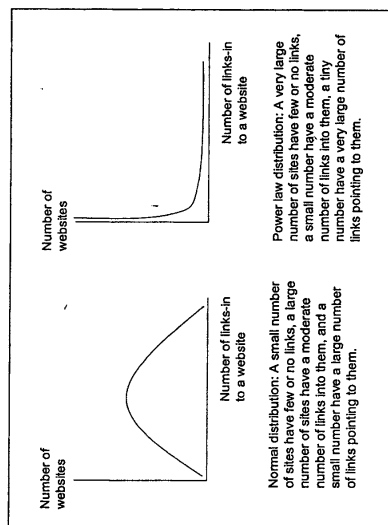 Number of
websites
Number of links-in
to a website
Normal distribution: A small number
of sites have few or no links, a large
number of sites have a moderate
number of links into them, and a
small number have a large number
of links pointing to them.
Number of
websites
Number of links-in
to a website
Power law distribution: A very large
number of sites have few or no links,
a small number have a moderate
number of links into them, a tiny
number have a very large number of
links pointing to them.